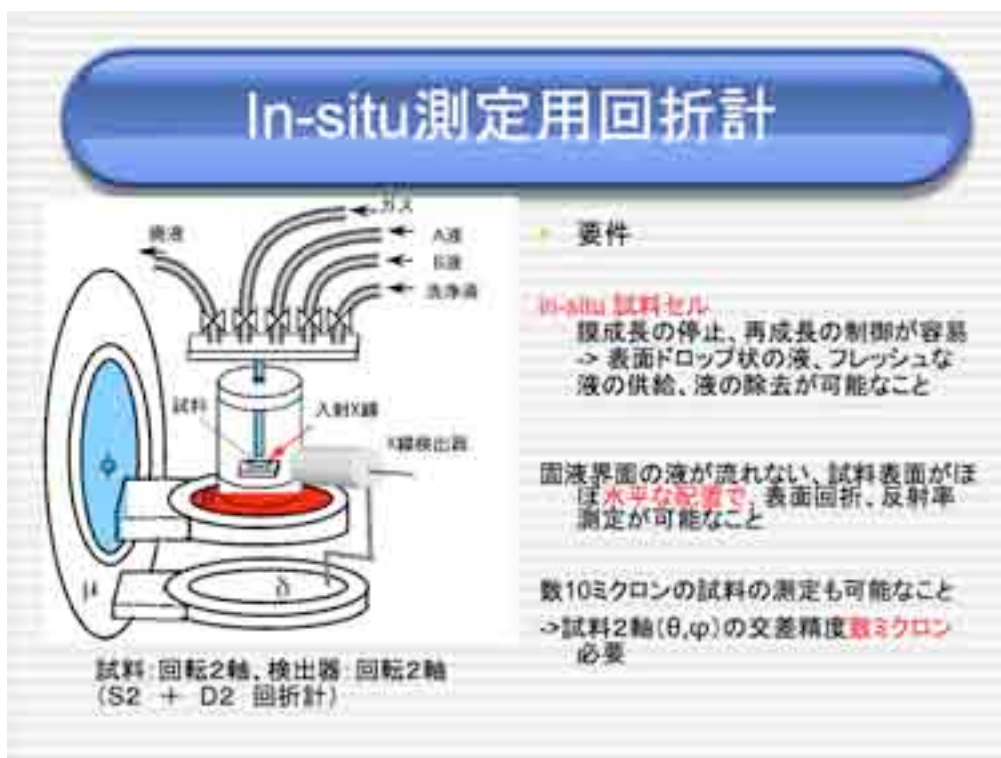 In-situ測定用回折計
ガス
廃液
A液
B液
洗浄液
試料
入射X線
X線検出器
φ
μ
δ
試料:回転2軸、検出器:回転2軸
(S2 + D2 回折計)
要件
in-situ 試料セル
膜成長の停止、再成長の制御が容易
-> 表面ドロップ状の液、フレッシュな
液の供給、液の除去が可能なこと
固液界面の液が流れない、試料表面がほ
ぼ水平な配置で、表面回折、反射率
測定が可能なこと
数10ミクロンの試料の測定も可能なこと
->試料2軸(θ,φ)の交差精度数ミクロン
必要